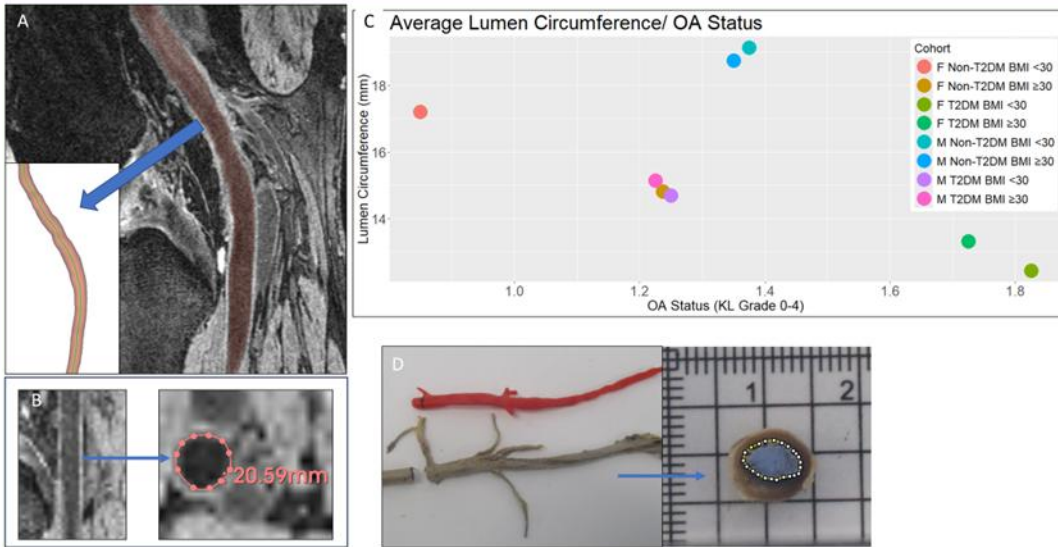 A
B
20.59mm
C
Average Lumen Circumference/ OA Status
Lumen Circumference (mm)
18
16
14
1.0
1.2
1.4
1.6
1.8
OA Status (KL Grade 0-4)
Cohort
F Non-T2DM BMI <30
F Non-T2DM BMI ≥30
F T2DM BMI <30
F T2DM BMI ≥30
M Non-T2DM BMI <30
M Non-T2DM BMI ≥30
M T2DM BMI <30
M T2DM BMI ≥30
D
1
2